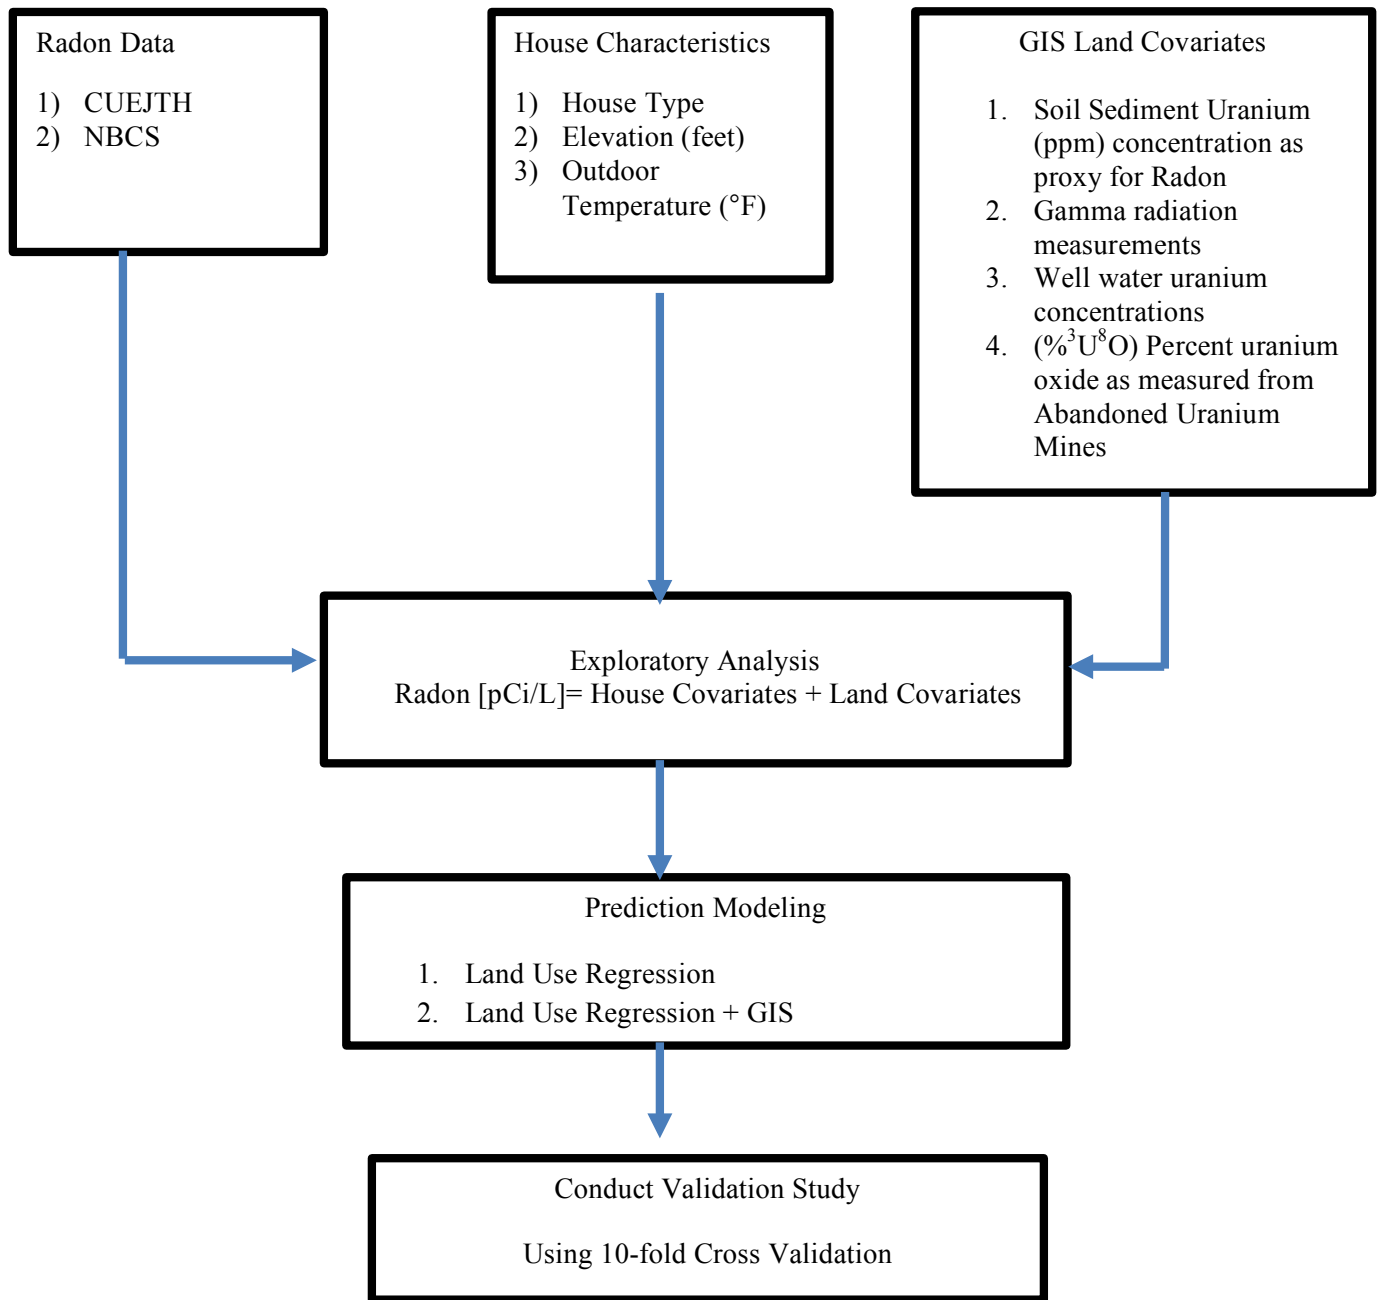 Radon Data
1) CUEJTH
2) NBCS
House Characteristics
1) House Type
2) Elevation (feet)
3) Outdoor
Temperature (°F)
GIS Land Covariates
1. Soil Sediment Uranium
(ppm) concentration as
proxy for Radon
2. Gamma radiation
measurements
3. Well water uranium
concentrations
4. (%³U⁸O) Percent uranium
oxide as measured from
Abandoned Uranium
Mines
Exploratory Analysis
Radon [pCi/L]= House Covariates + Land Covariates
Prediction Modeling
1. Land Use Regression
2. Land Use Regression + GIS
Conduct Validation Study
Using 10-fold Cross Validation